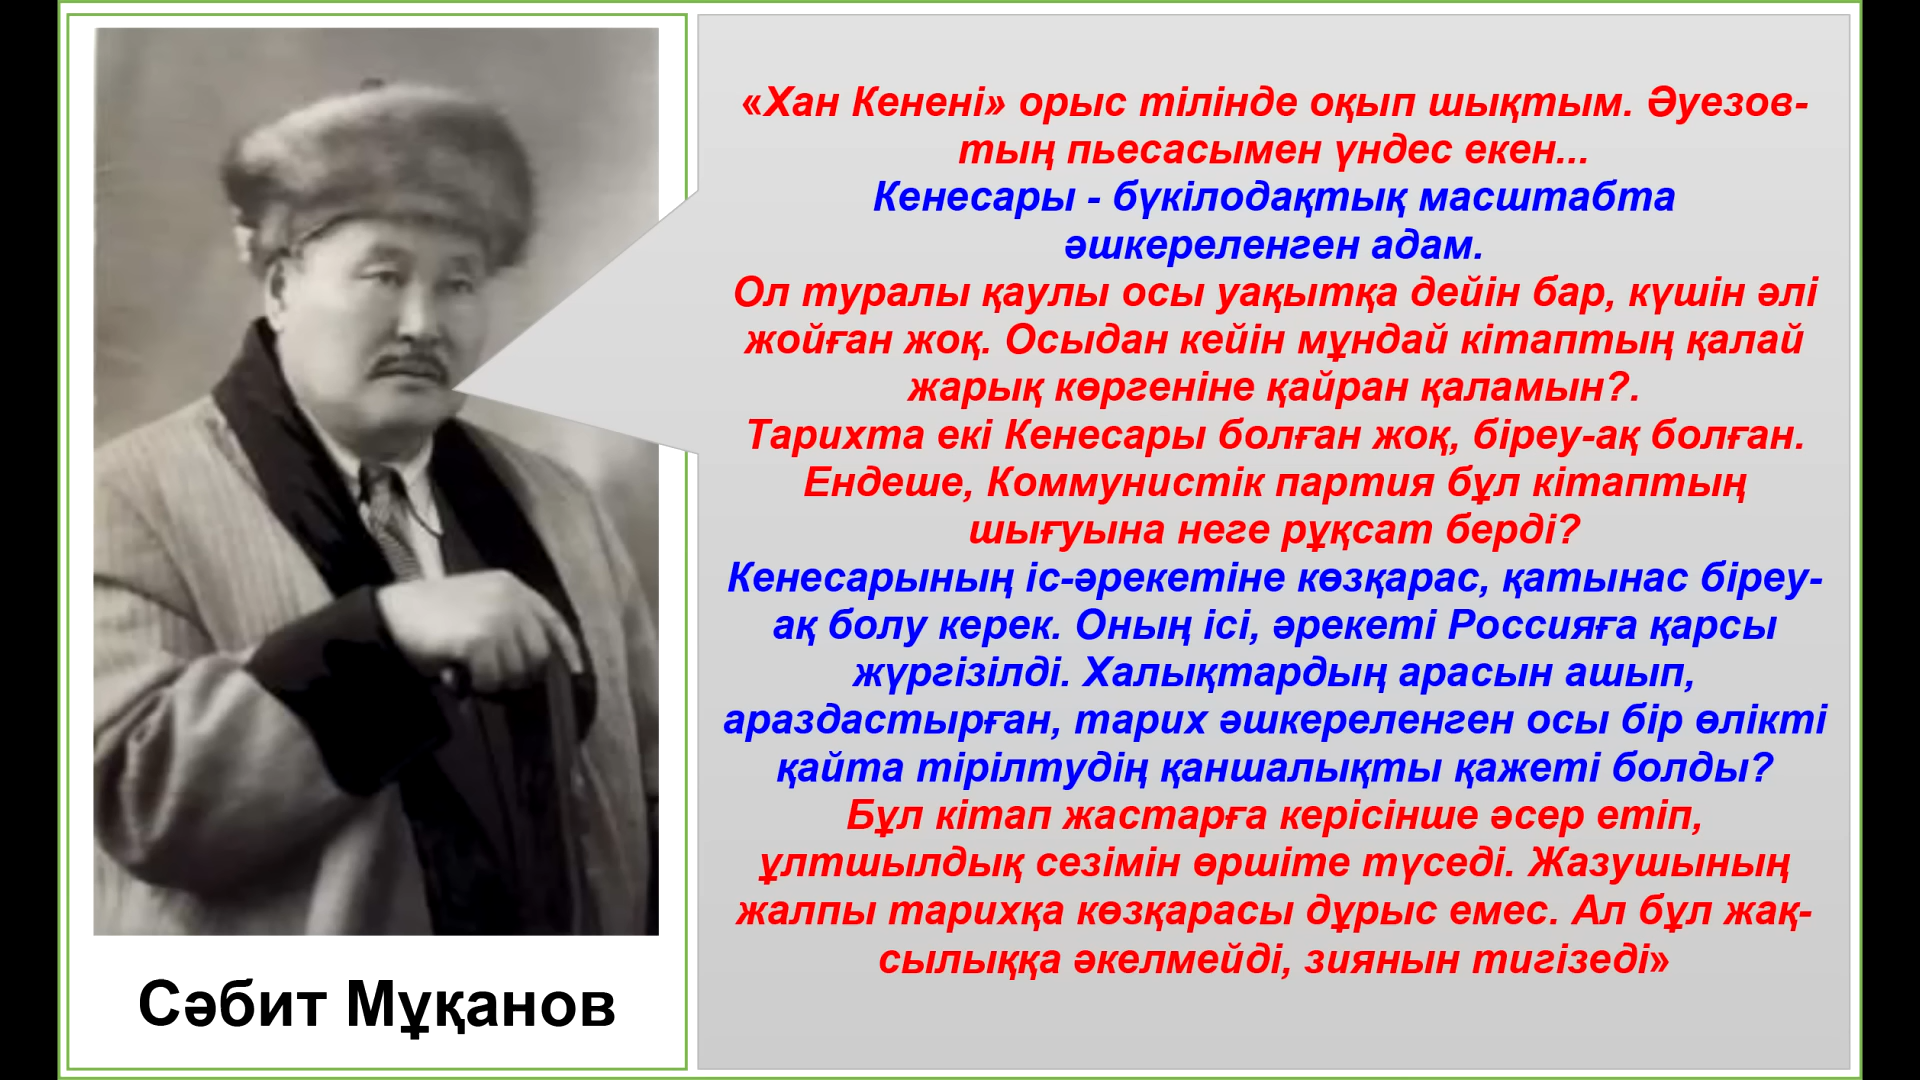 «Хан Кенені» орыс тілінде оқып шықтым. Әуезов-
тың пьесасымен үндес екен...
Кенесары - бүкілодақтық масштабта
әшкереленген адам.
Ол туралы қаулы осы уақытқа дейін бар, күшін әлі
жойған жоқ. Осыдан кейін мұндай кітаптың қалай
жарық көргеніне қайран қаламын?.
Тарихта екі Кенесары болған жоқ, біреу-ақ болған.
Ендеше, Коммунистік партия бұл кітаптың
шығуына неге рұқсат берді?
Кенесарының іс-әрекетіне көзқарас, қатынас біреу-
ақ болу керек. Оның ісі, әрекеті Россияға қарсы
жүргізілді. Халықтардың арасын ашып,
араздастырған, тарих әшкереленген осы бір өлікті
қайта тірілтудің қаншалықты қажеті болды?
Бұл кітап жастарға керісінше әсер етіп,
ұлтшылдық сезімін өршіте түседі. Жазушының
жалпы тарихқа көзқарасы дұрыс емес. Ал бұл жақ-
сылыққа әкелмейді, зиянын тигізеді»
Сәбит Мұқанов